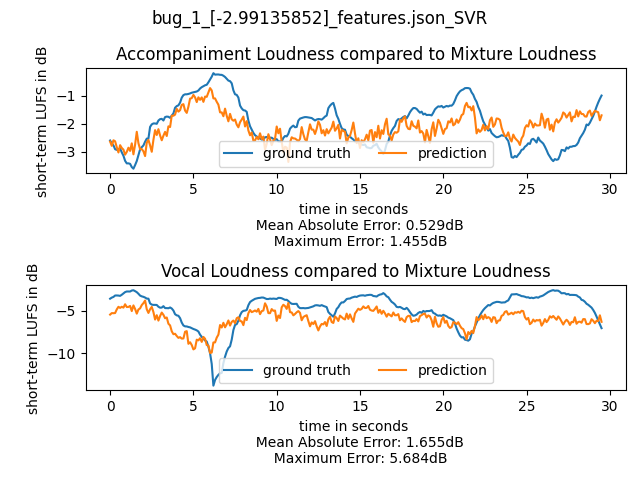 bug_1_[-2.99135852]_features.json_SVR
Accompaniment Loudness compared to Mixture Loudness
short-term LUFS in dB
−1
−2
−3
ground truth
prediction
0 5 10 15 20 25 30
time in seconds
Mean Absolute Error: 0.529dB
Maximum Error: 1.455dB
Vocal Loudness compared to Mixture Loudness
short-term LUFS in dB
−5
−10
ground truth
prediction
0 5 10 15 20 25 30
time in seconds
Mean Absolute Error: 1.655dB
Maximum Error: 5.684dB